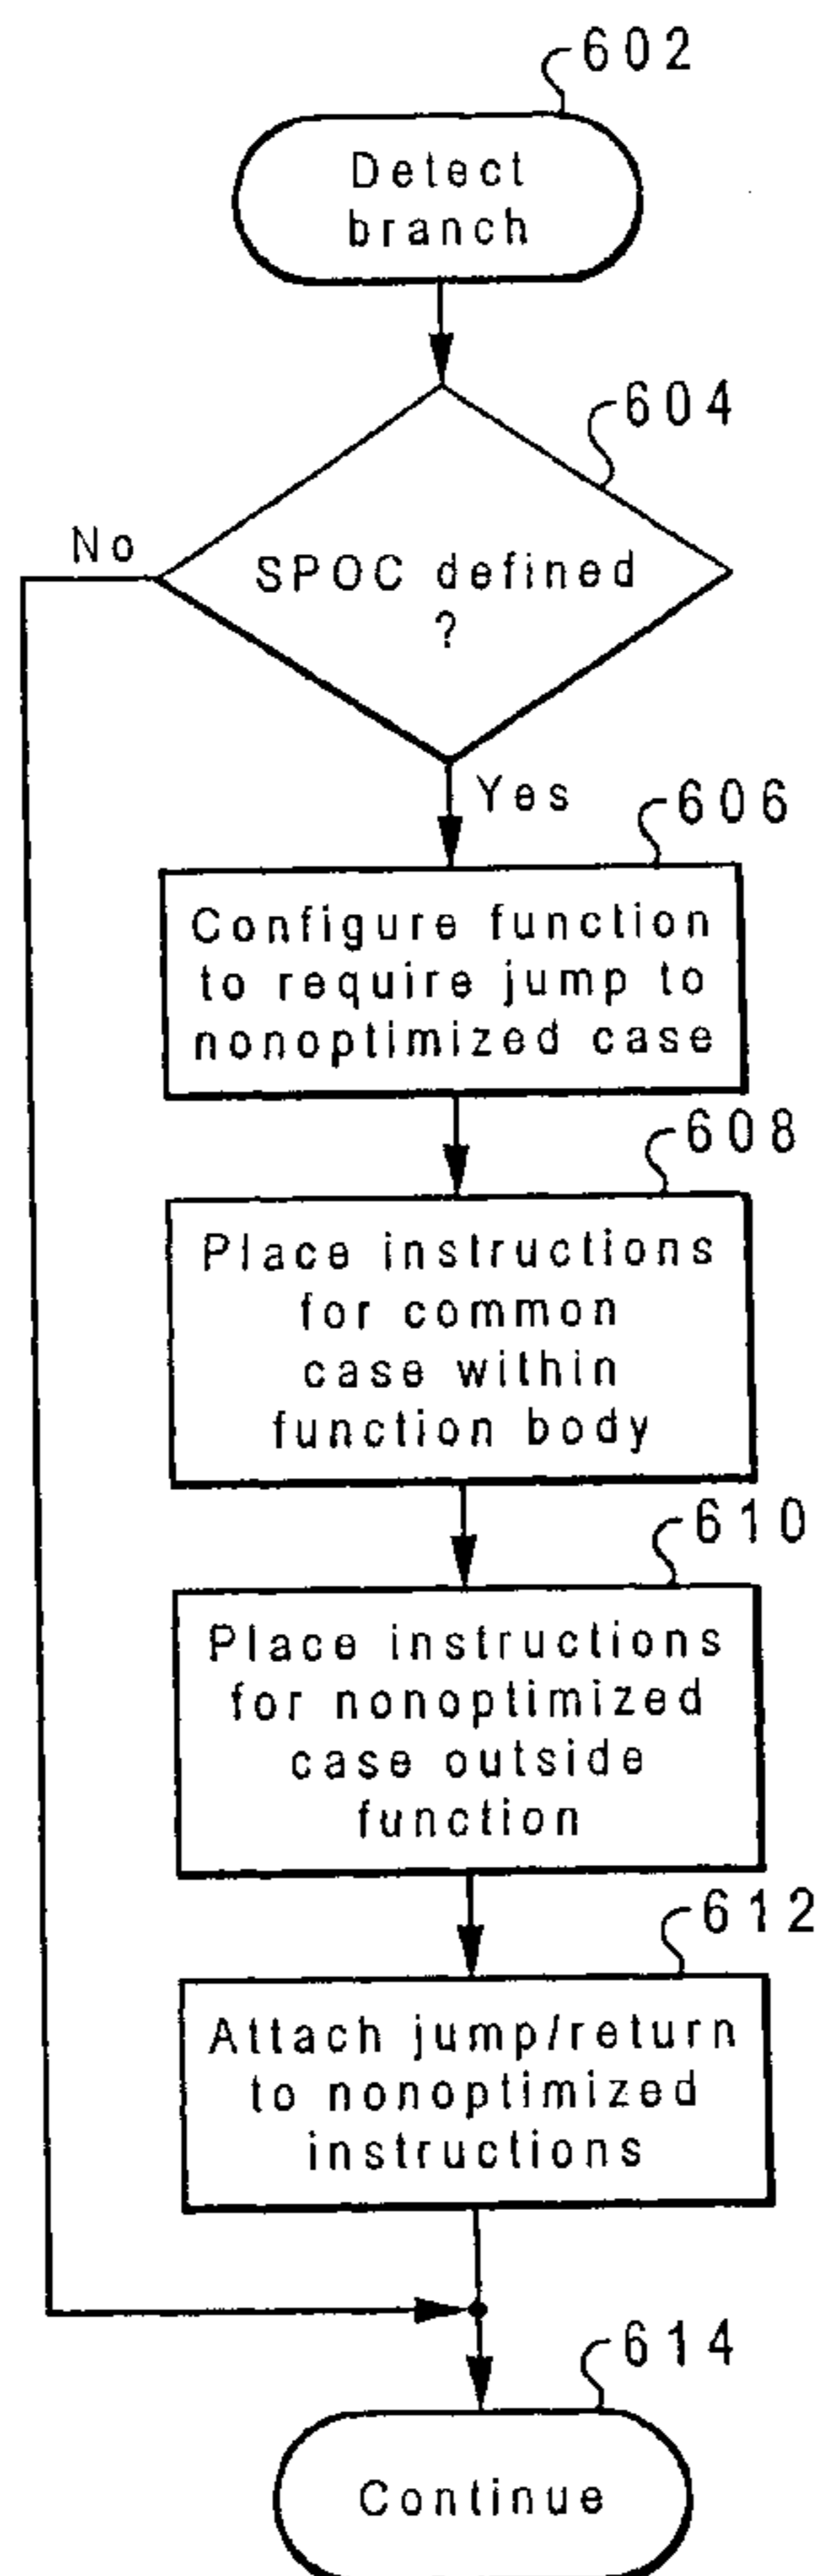 602
Detect
branch
604
No
SPOC defined
?
Yes
606
Configure function
to require jump to
nonoptimized case
608
Place instructions
for common
case within
function body
610
Place instructions
for nonoptimized
case outside
function
612
Attach jump/return
to nonoptimized
instructions
614
Continue